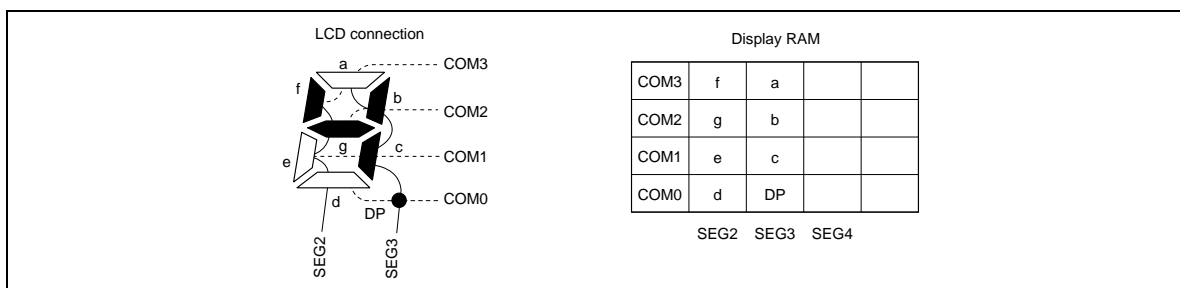 LCD connection
a
COM3
f
b
COM2
g
c
COM1
e
d
DP
COM0
SEG2
SEG3
Display RAM
COM3 f a
COM2 g b
COM1 e c
COM0 d DP
SEG2 SEG3 SEG4